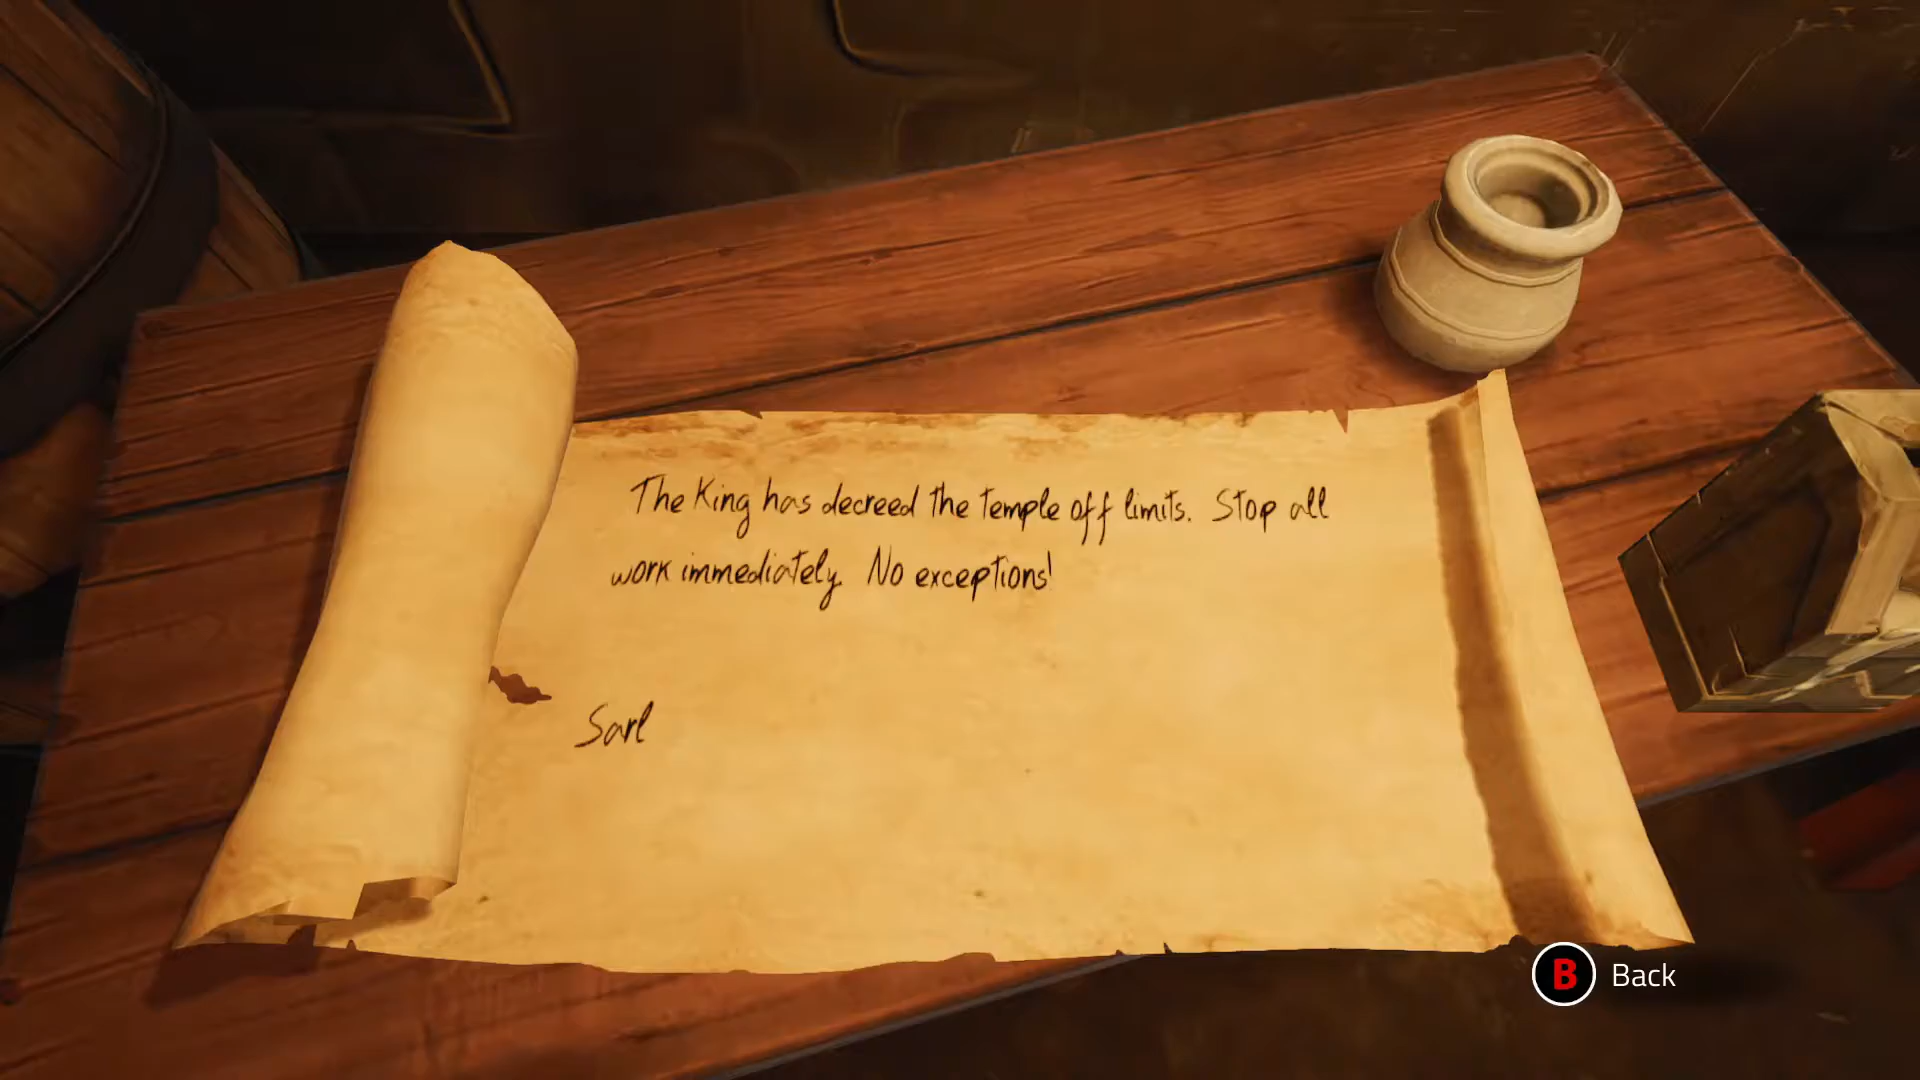 The King has decreed the temple off limits. Stop all
work immediately. No exceptions!
Sarl
B Back